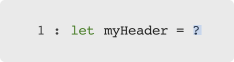 1 : let myHeader = ?